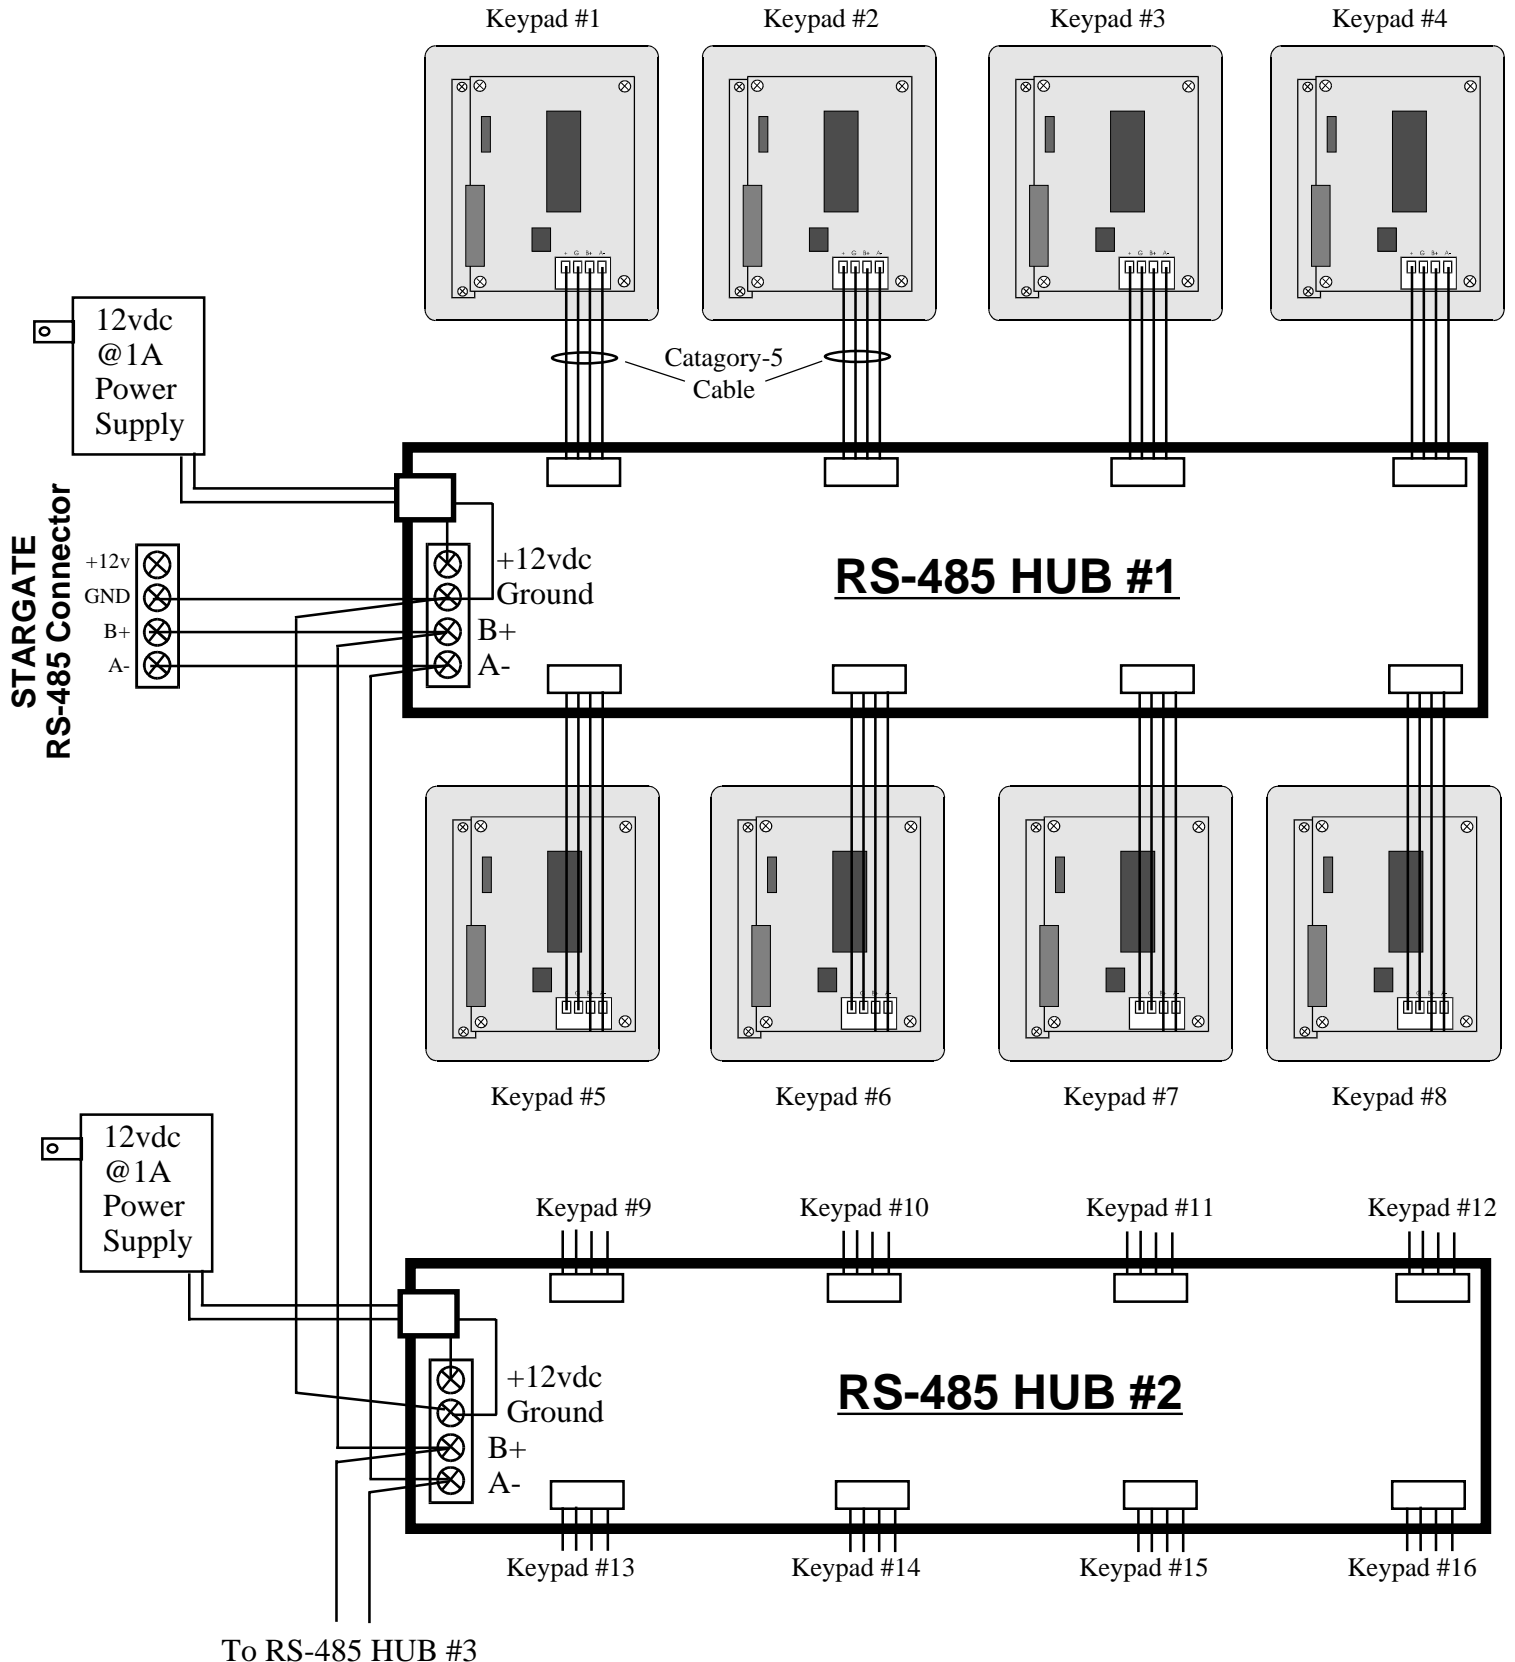 Keypad #1
Keypad #2
Keypad #3
Keypad #4
+ G B+ A-
+ G B+ A-
+ G B+ A-
+ G B+ A-
12vdc
@1A
Power
Supply
Catagory-5
Cable
STARGATE
RS-485 Connector
+12v
GND
B+
A-
+12vdc
Ground
B+
A-
RS-485 HUB #1
G B+ A-
G B+ A-
G B+ A-
G B+ A-
Keypad #5
Keypad #6
Keypad #7
Keypad #8
12vdc
@1A
Power
Supply
Keypad #9
Keypad #10
Keypad #11
Keypad #12
+12vdc
Ground
B+
A-
RS-485 HUB #2
Keypad #13
Keypad #14
Keypad #15
Keypad #16
To RS-485 HUB #3